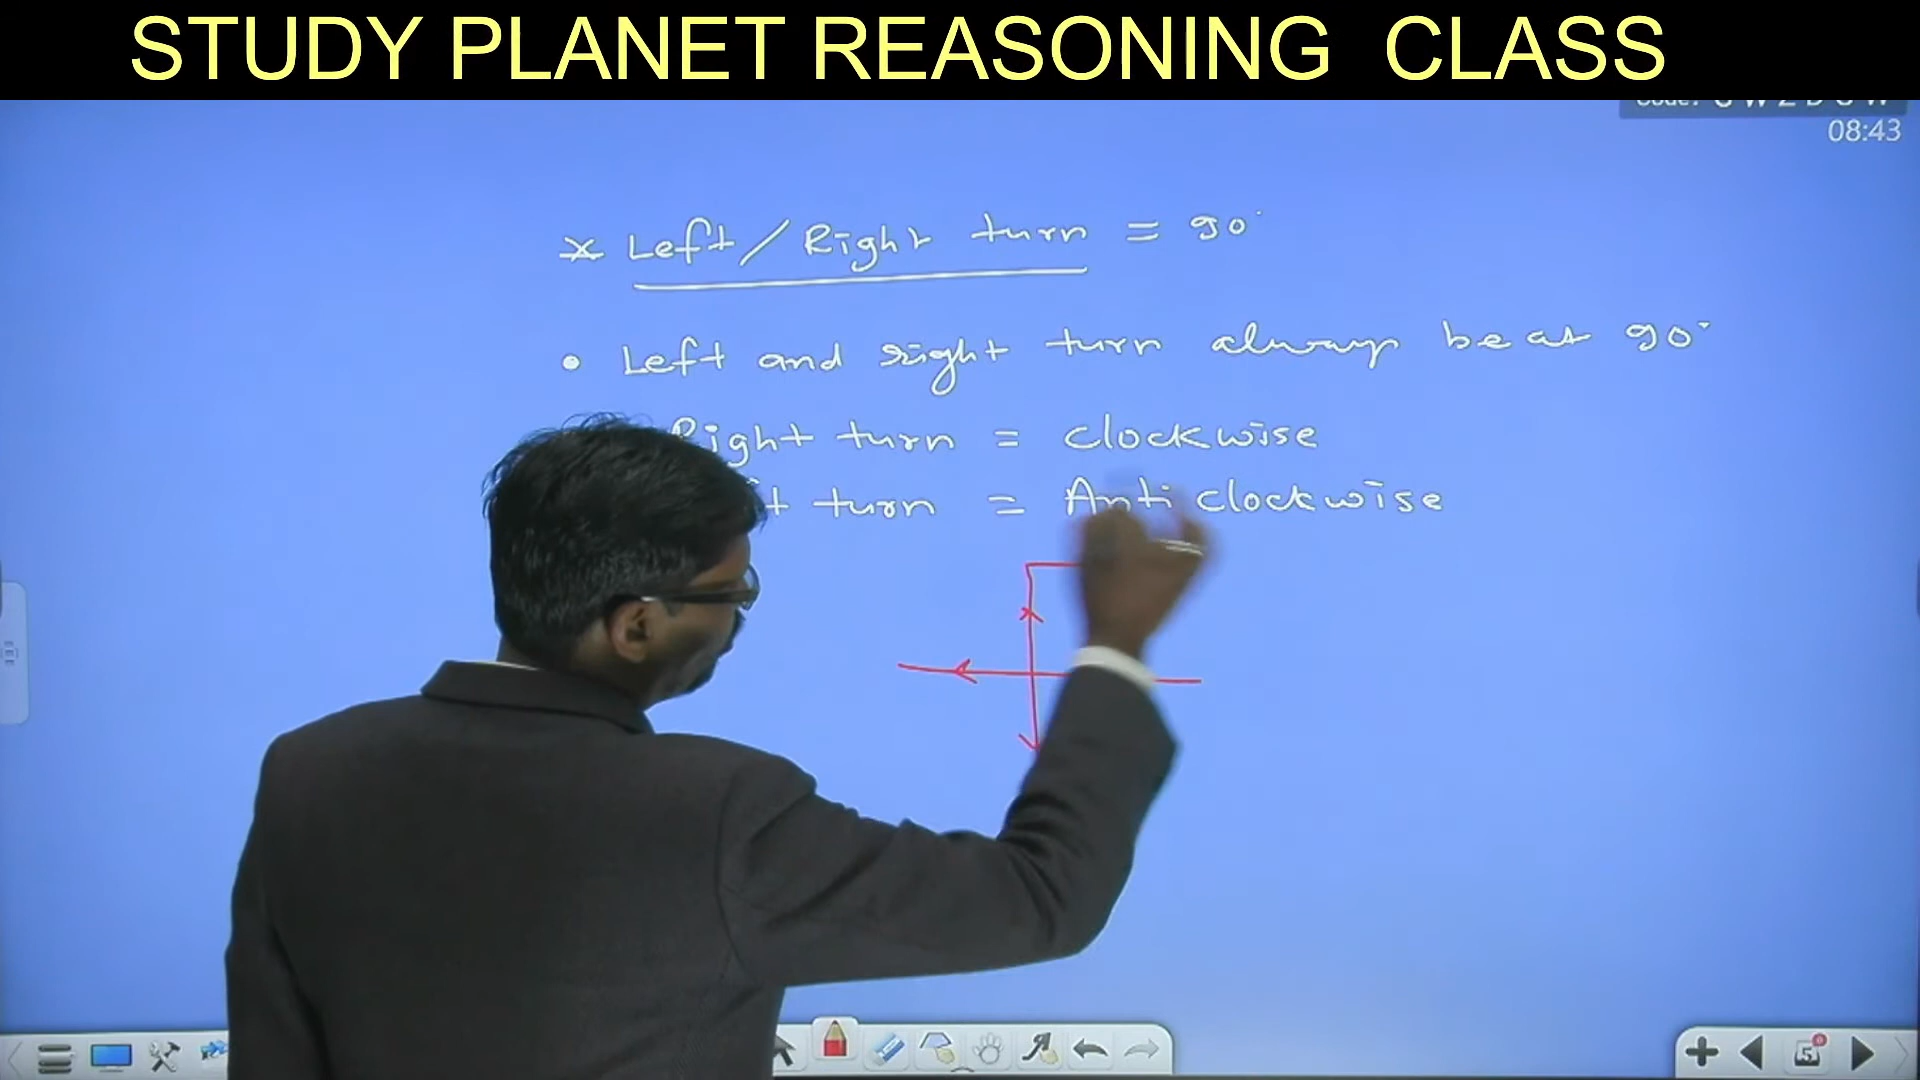 STUDY PLANET REASONING CLASS
08:43
* Left/Right turn = 90°
• Left and right turn always be at 90°
Right turn = clockwise
turn = Anti clockwise
5